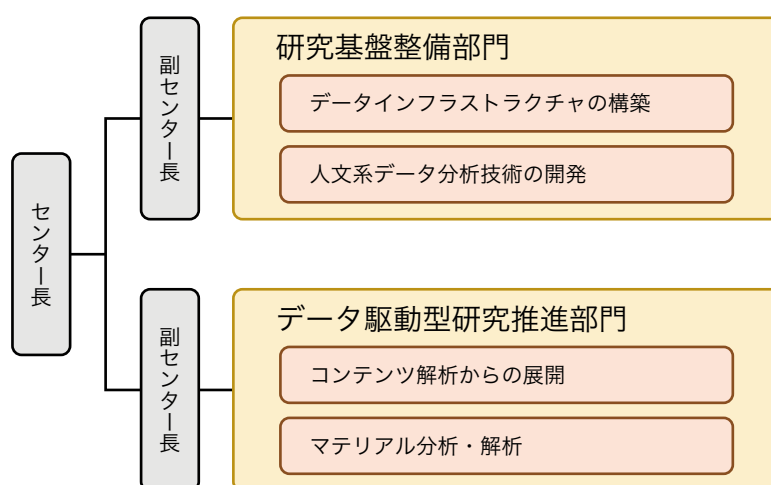 センター長
副センター長
研究基盤整備部門
データインフラストラクチャの構築
人文系データ分析技術の開発
副センター長
データ駆動型研究推進部門
コンテンツ解析からの展開
マテリアル分析・解析